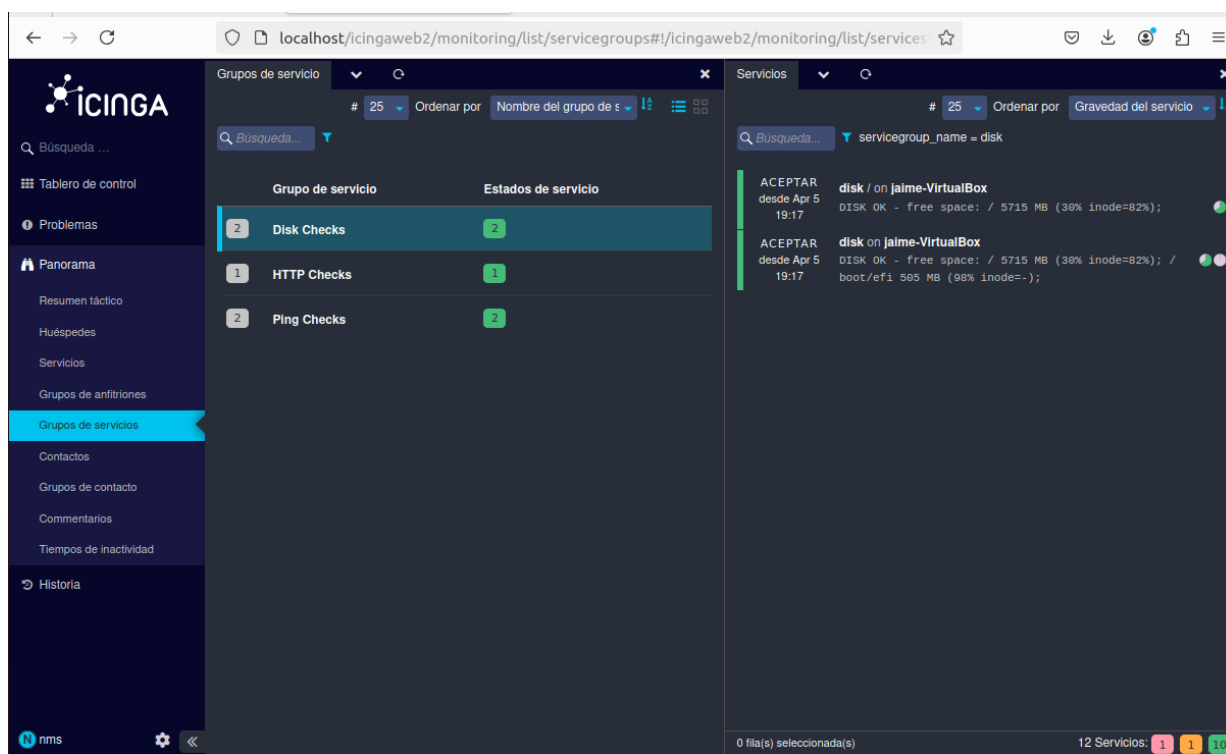 localhost/icingaweb2/monitoring/list/servicegroups#!/icingaweb2/monitoring/list/services
icinga
Búsqueda ...
Tablero de control
Problemas
Panorama
Resumen táctico
Huéspedes
Servicios
Grupos de anfitriones
Grupos de servicios
Contactos
Grupos de contacto
Commentarios
Tiempos de inactividad
Historia
N nms
Grupos de servicio
# 25 Ordenar por Nombre del grupo de s
Búsqueda...
Grupo de servicio Estados de servicio
2 Disk Checks 2
1 HTTP Checks 1
2 Ping Checks 2
Servicios
# 25 Ordenar por Gravedad del servicio
Búsqueda... servicegroup_name = disk
ACEPTAR
desde Apr 5
19:17
disk / on jaime-VirtualBox
DISK OK - free space: / 5715 MB (30% inode=82%);
ACEPTAR
desde Apr 5
19:17
disk on jaime-VirtualBox
DISK OK - free space: / 5715 MB (30% inode=82%); /
boot/efi 505 MB (98% inode=-);
0 fila(s) seleccionada(s)
12 Servicios: 1 1 10